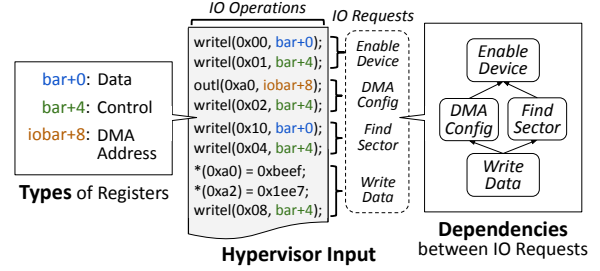 IO Operations
IO Requests
writel(0x00, bar+0);
writel(0x01, bar+4);
outl(0xa0, iobar+8);
writel(0x02, bar+4);
writel(0x10, bar+0);
writel(0x04, bar+4);
*(0xa0) = 0xbeef;
*(0xa2) = 0x1ee7;
writel(0x08, bar+4);
Enable
Device
DMA
Config
Find
Sector
Write
Data
bar+0: Data
bar+4: Control
iobar+8: DMA
Address
Types of Registers
Hypervisor Input
Enable
Device
DMA
Config
Find
Sector
Write
Data
Dependencies
between IO Requests